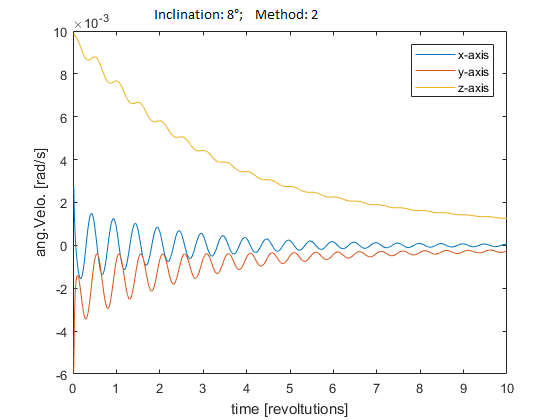 Inclination: 8°; Method: 2
×10⁻³
10
8
6
4
2
0
-2
-4
-6
ang.Velo. [rad/s]
x-axis
y-axis
z-axis
0 1 2 3 4 5 6 7 8 9 10
time [revoltutions]